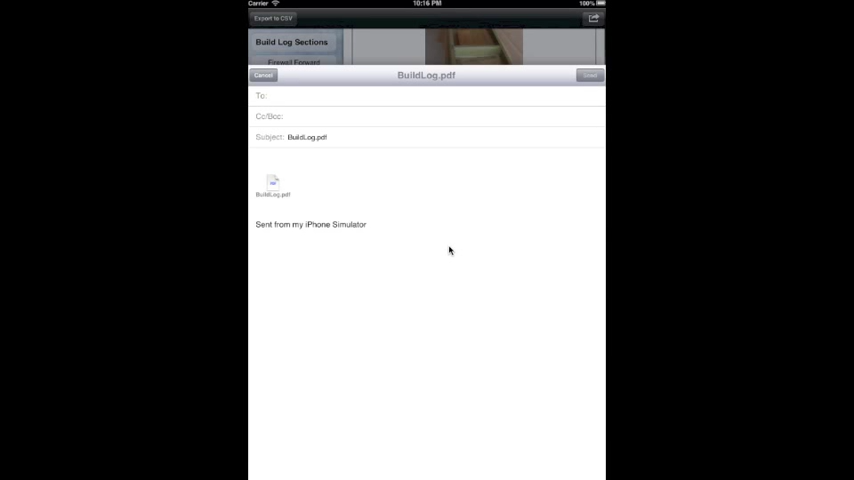 Carrier 10:16 PM 100%
Export to CSV
Build Log Sections
Firewall Forward
Cancel BuildLog.pdf Send
To:
Cc/Bcc:
Subject: BuildLog.pdf
BuildLog.pdf
Sent from my iPhone Simulator